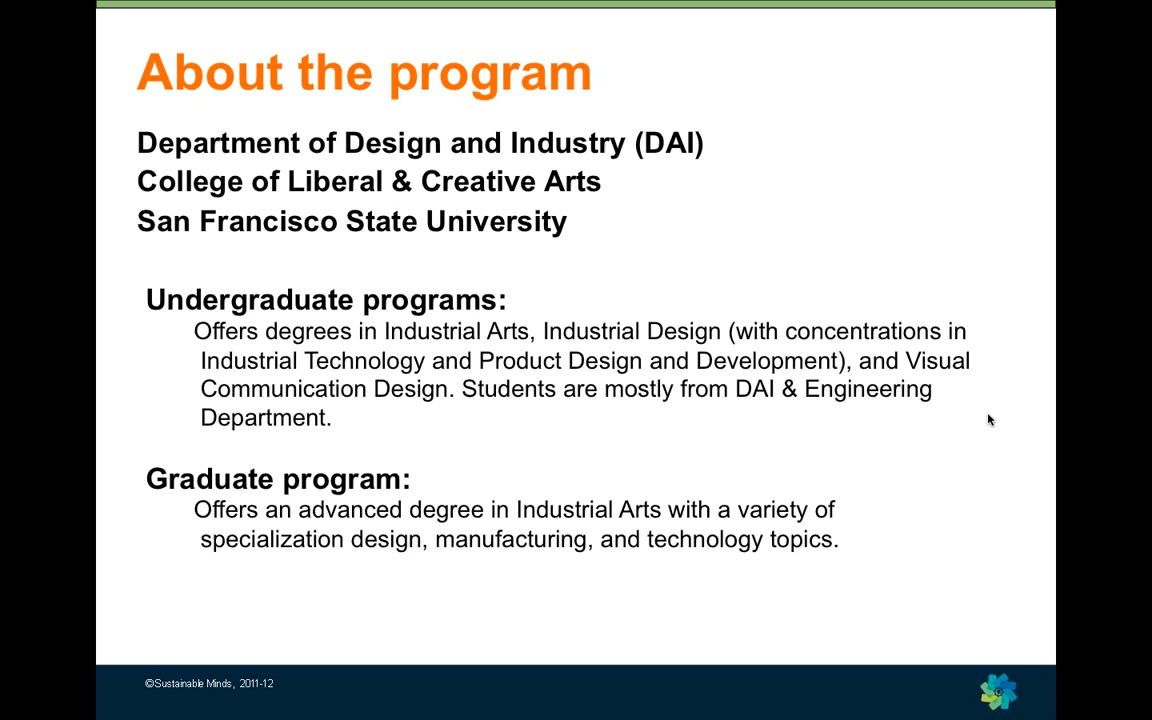 About the program
Department of Design and Industry (DAI)
College of Liberal & Creative Arts
San Francisco State University
Undergraduate programs:
Offers degrees in Industrial Arts, Industrial Design (with concentrations in
Industrial Technology and Product Design and Development), and Visual
Communication Design. Students are mostly from DAI & Engineering
Department.
Graduate program:
Offers an advanced degree in Industrial Arts with a variety of
specialization design, manufacturing, and technology topics.
©Sustainable Minds, 2011-12